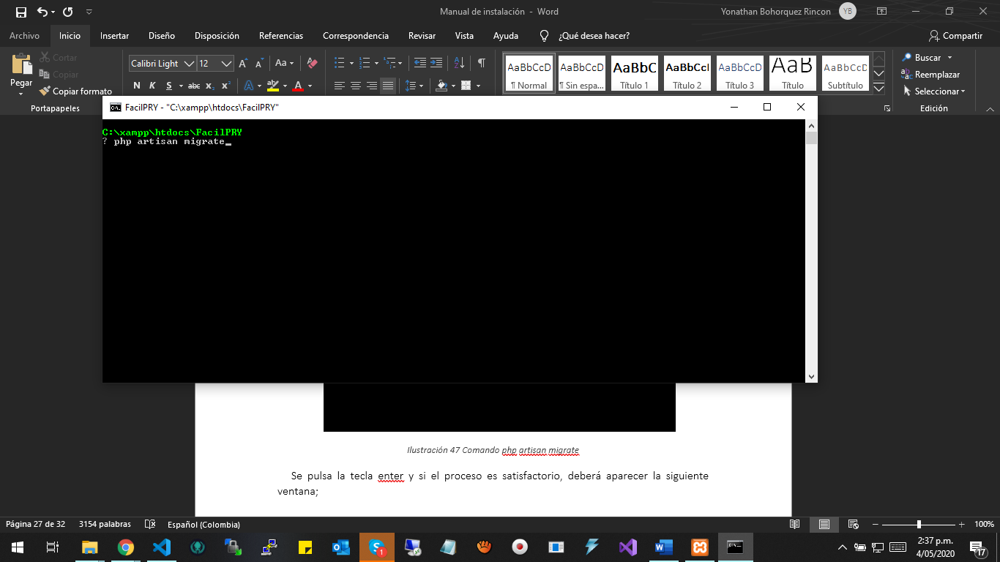 Manual de instalación - Word
Yonathan Bohorquez Rincon
YB
Archivo Inicio Insertar Diseño Disposición Referencias Correspondencia Revisar Vista Ayuda ¿Qué desea hacer? Compartir
Pegar
Cortar
Copiar
Copiar formato
Portapapeles
Calibri Light 12
N K S abc x₂ x²
AaBbCcD
¶ Normal
AaBbCcD
¶ Sin espa...
AaBbC
Título 1
AaBbCcI
Título 2
AaBbCcD
Título 3
AaB
Título
AaBbCcD
Subtítulo
Buscar
Reemplazar
Seleccionar
Edición
FacilPRY - "C:\xampp\htdocs\FacilPRY"
C:\xampp\htdocs\FacilPRY
? php artisan migrate
Ilustración 47 Comando php artisan migrate
Se pulsa la tecla enter y si el proceso es satisfactorio, deberá aparecer la siguiente
ventana;
Página 27 de 32 3154 palabras Español (Colombia) 100%
2:37 p.m.
4/05/2020
17